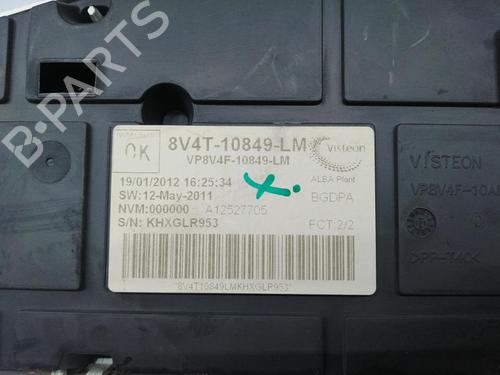 B-PARTS
OK
8V4T-10849-LM
VP8V4F-10849-LM
Visteon
19/01/2012 16:25:34
ALBA Plant
SW:12-May-2011
BGDPA
NVM:000000 A12527705
S/N: KHXGLR953
FCT:2/2
*8V4T10849LMKHXGLR953*
VISTEON